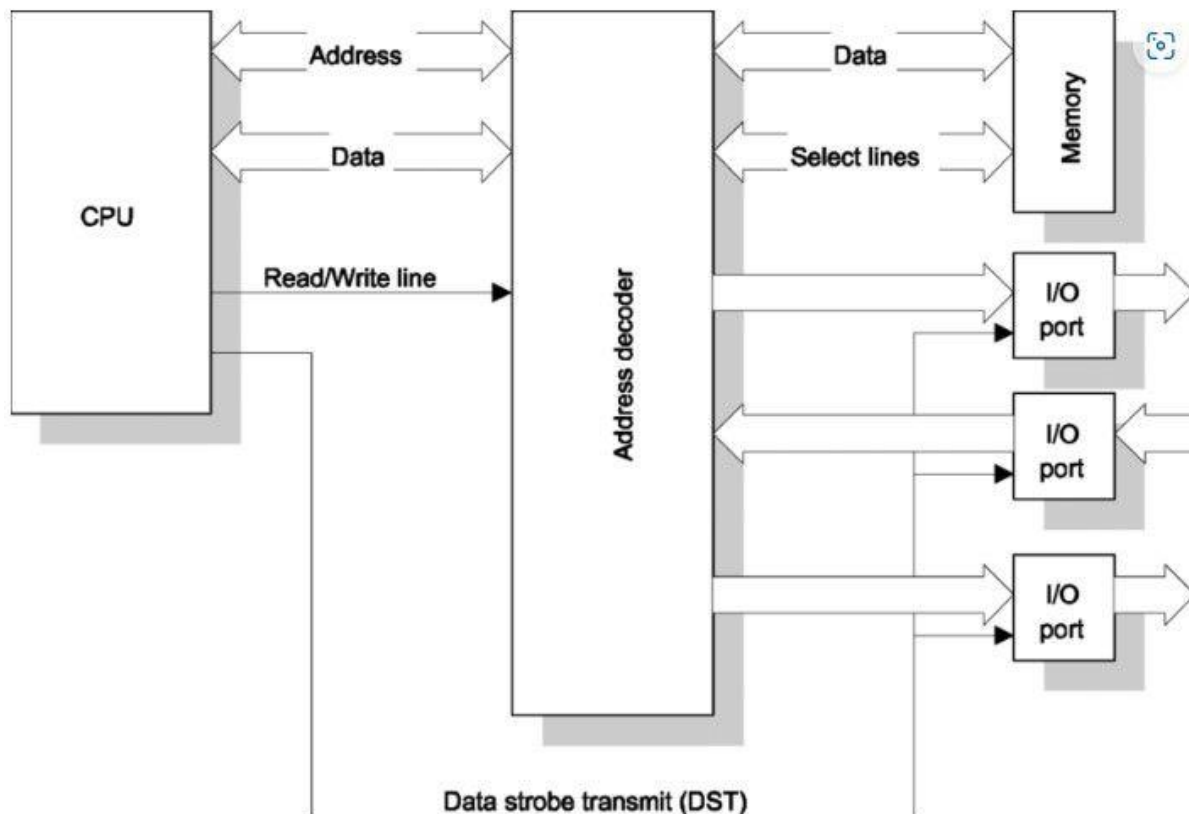 Address
Data
Data
Select lines
Memory
CPU
Read/Write line
Address decoder
I/O
port
I/O
port
I/O
port
Data strobe transmit (DST)